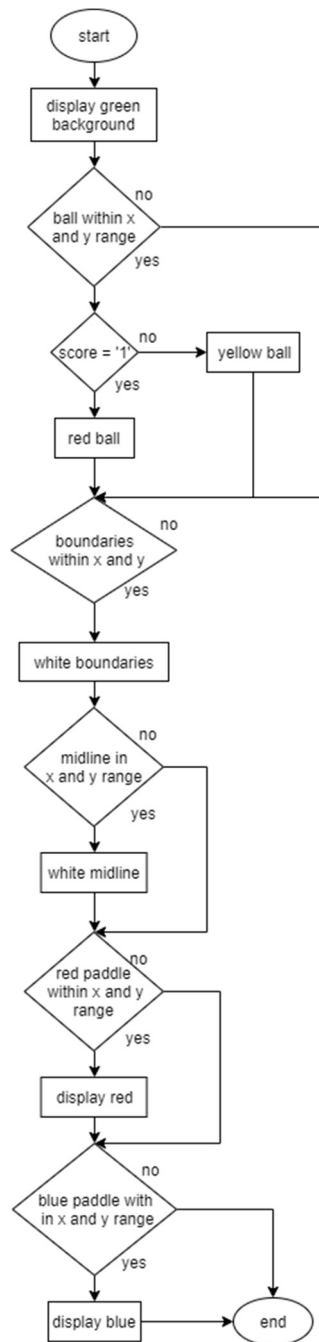 start
display green
background
no
ball within x
and y range
yes
score = '1'
no
yellow ball
yes
red ball
no
boundaries
within x and y
yes
white boundaries
no
midline in
x and y range
yes
white midline
no
red paddle
within x and y
range
yes
display red
no
blue paddle with
in x and y range
yes
display blue
end